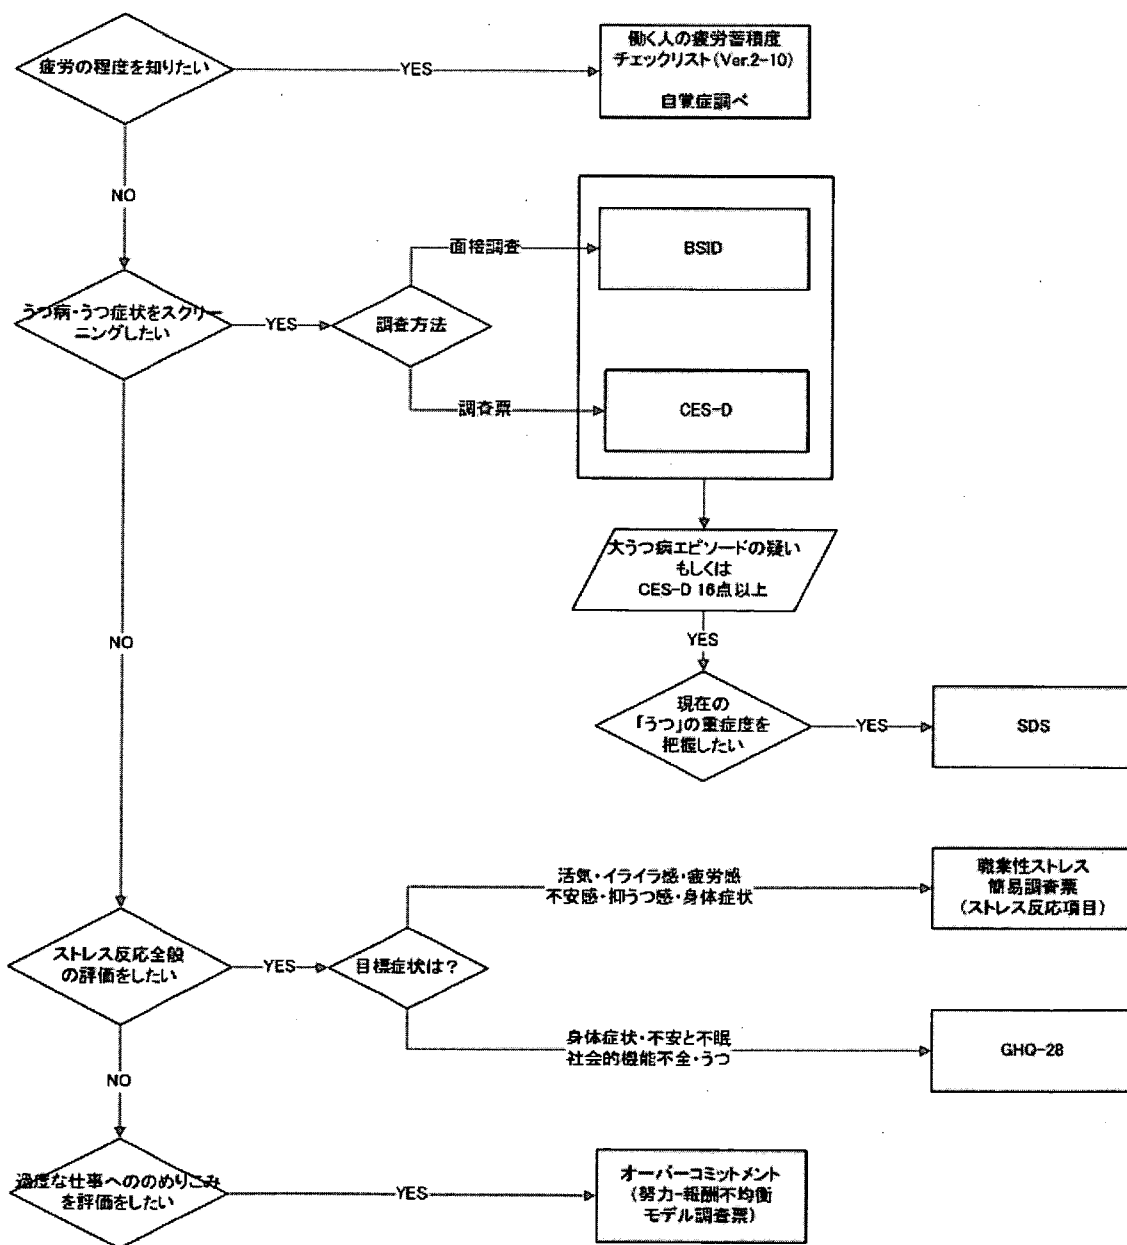 疲労の程度を知りたい
YES
働く人の疲労蓄積度
チェックリスト(Ver.2-10)
自覚症調べ
NO
うつ病・うつ症状をスクリー
ニングしたい
YES
調査方法
面接調査
BSID
調査票
CES-D
大うつ病エピソードの疑い
もしくは
CES-D 16点以上
YES
現在の
「うつ」の重症度を
把握したい
YES
SDS
NO
ストレス反応全般
の評価をしたい
YES
目標症状は?
活気・イライラ感・疲労感
不安感・抑うつ感・身体症状
職業性ストレス
簡易調査票
(ストレス反応項目)
身体症状・不安と不眠
社会的機能不全・うつ
GHQ-28
NO
過度な仕事へののめりこみ
を評価をしたい
YES
オーバーコミットメント
(努力-報酬不均衡
モデル調査票)